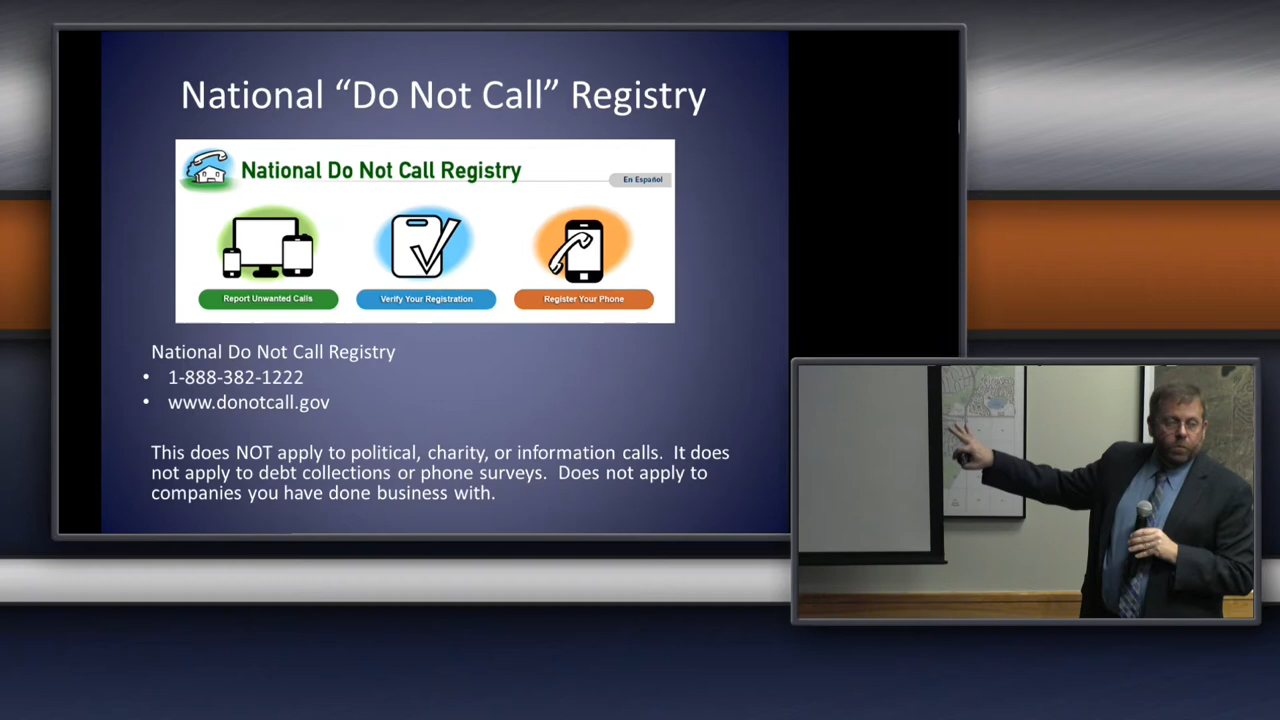 National “Do Not Call” Registry
National Do Not Call Registry
En Español
Report Unwanted Calls
Verify Your Registration
Register Your Phone
National Do Not Call Registry
• 1-888-382-1222
• www.donotcall.gov
This does NOT apply to political, charity, or information calls. It does
not apply to debt collections or phone surveys. Does not apply to
companies you have done business with.